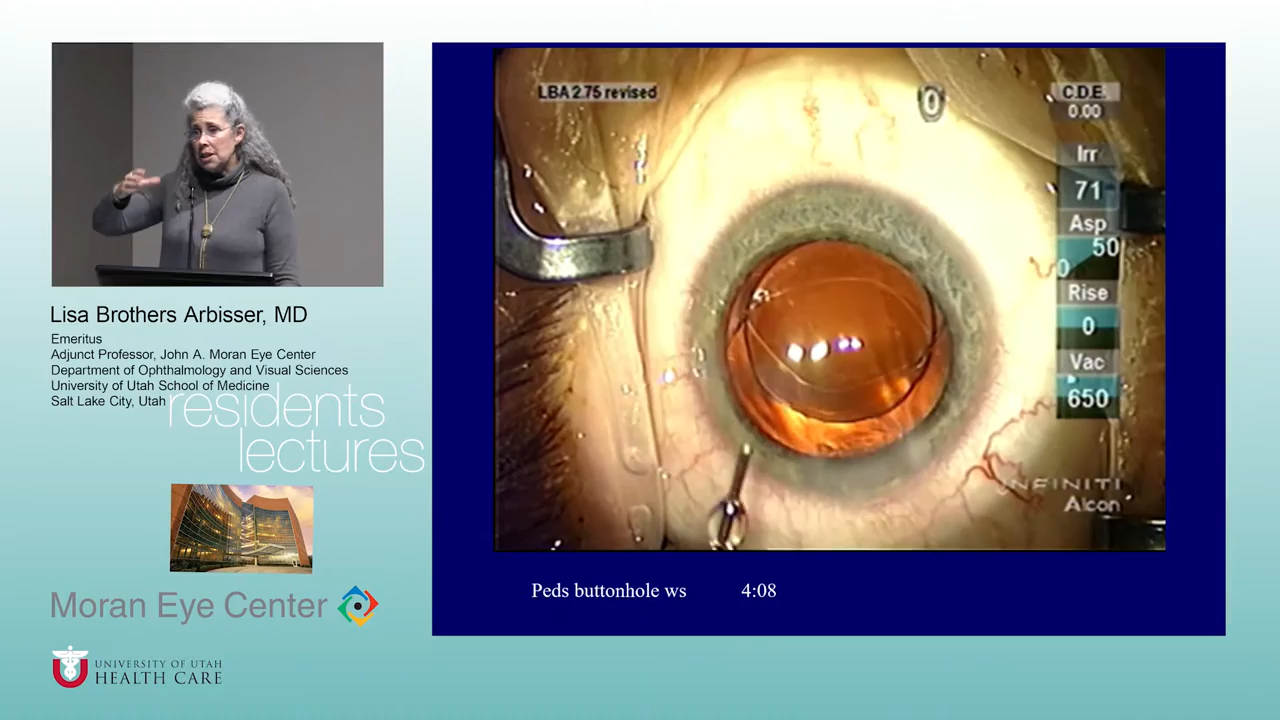 Lisa Brothers Arbisser, MD
Emeritus
Adjunct Professor, John A. Moran Eye Center
Department of Ophthalmology and Visual Sciences
University of Utah School of Medicine
Salt Lake City, Utah
residents
lectures
Moran Eye Center
UNIVERSITY OF UTAH
HEALTH CARE
LBA 2.75 revised
0
C.D.E.
0.00
Irr
71
Asp
50
0
Rise
0
Vac
650
INFINITI
Alcon
Peds buttonhole ws 4:08